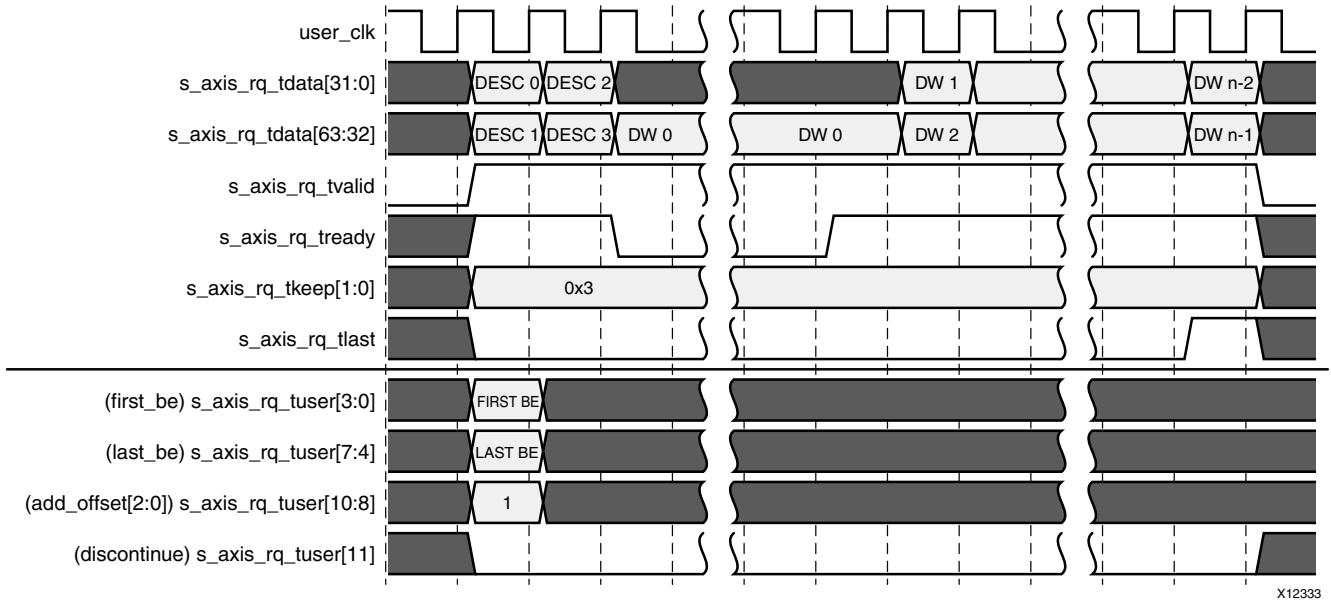 user_clk
s_axis_rq_tdata[31:0] DESC 0 DESC 2 DW 1 DW n-2
s_axis_rq_tdata[63:32] DESC 1 DESC 3 DW 0 DW 0 DW 2 DW n-1
s_axis_rq_tvalid
s_axis_rq_tready
s_axis_rq_tkeep[1:0] 0x3
s_axis_rq_tlast
(first_be) s_axis_rq_tuser[3:0] FIRST BE
(last_be) s_axis_rq_tuser[7:4] LAST BE
(add_offset[2:0]) s_axis_rq_tuser[10:8] 1
(discontinue) s_axis_rq_tuser[11]
X12333